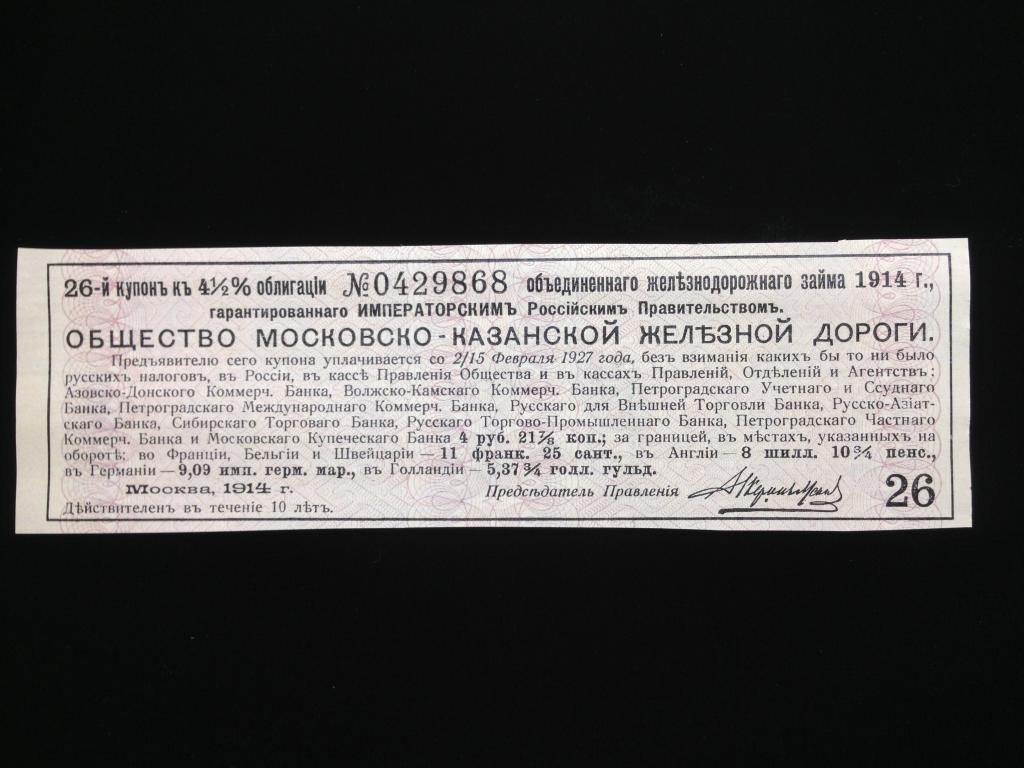 26-й купонъ къ 4½% облигаціи №0429868 объединеннаго желѣзнодорожнаго займа 1914 г.,
гарантированнаго ИМПЕРАТОРСКИМЪ Россійскимъ Правительствомъ.
ОБЩЕСТВО МОСКОВСКО-КАЗАНСКОЙ ЖЕЛѢЗНОЙ ДОРОГИ.
Предъявителю сего купона уплачивается со 2/15 Февраля 1927 года, безъ взиманія какихъ бы то ни было
русскихъ налоговъ, въ Россіи, въ кассѣ Правленія Общества и въ кассахъ Правленій, Отдѣленій и Агентствъ:
Азовско-Донского Коммерч. Банка, Волжско-Камскаго Коммерч. Банка, Петроградскаго Учетнаго и Ссуднаго
Банка, Петроградскаго Международнаго Коммерч. Банка, Русскаго для Внѣшней Торговли Банка, Русско-Азіат-
скаго Банка, Сибирскаго Торговаго Банка, Русскаго Торгово-Промышленнаго Банка, Петроградскаго Частнаго
Коммерч. Банка и Московскаго Купеческаго Банка 4 руб. 21⅞ коп.; за границей, въ мѣстахъ, указанныхъ на
оборотѣ; во Франціи, Бельгіи и Швейцаріи — 11 франк. 25 сант., въ Англіи — 8 шилл. 10¾ пенс.,
въ Германіи — 9,09 имп. герм. мар., въ Голландіи — 5,37¾ голл. гульд.
Москва, 1914 г.
Предсѣдатель Правленія
26
Дѣйствителенъ въ теченіе 10 лѣтъ.